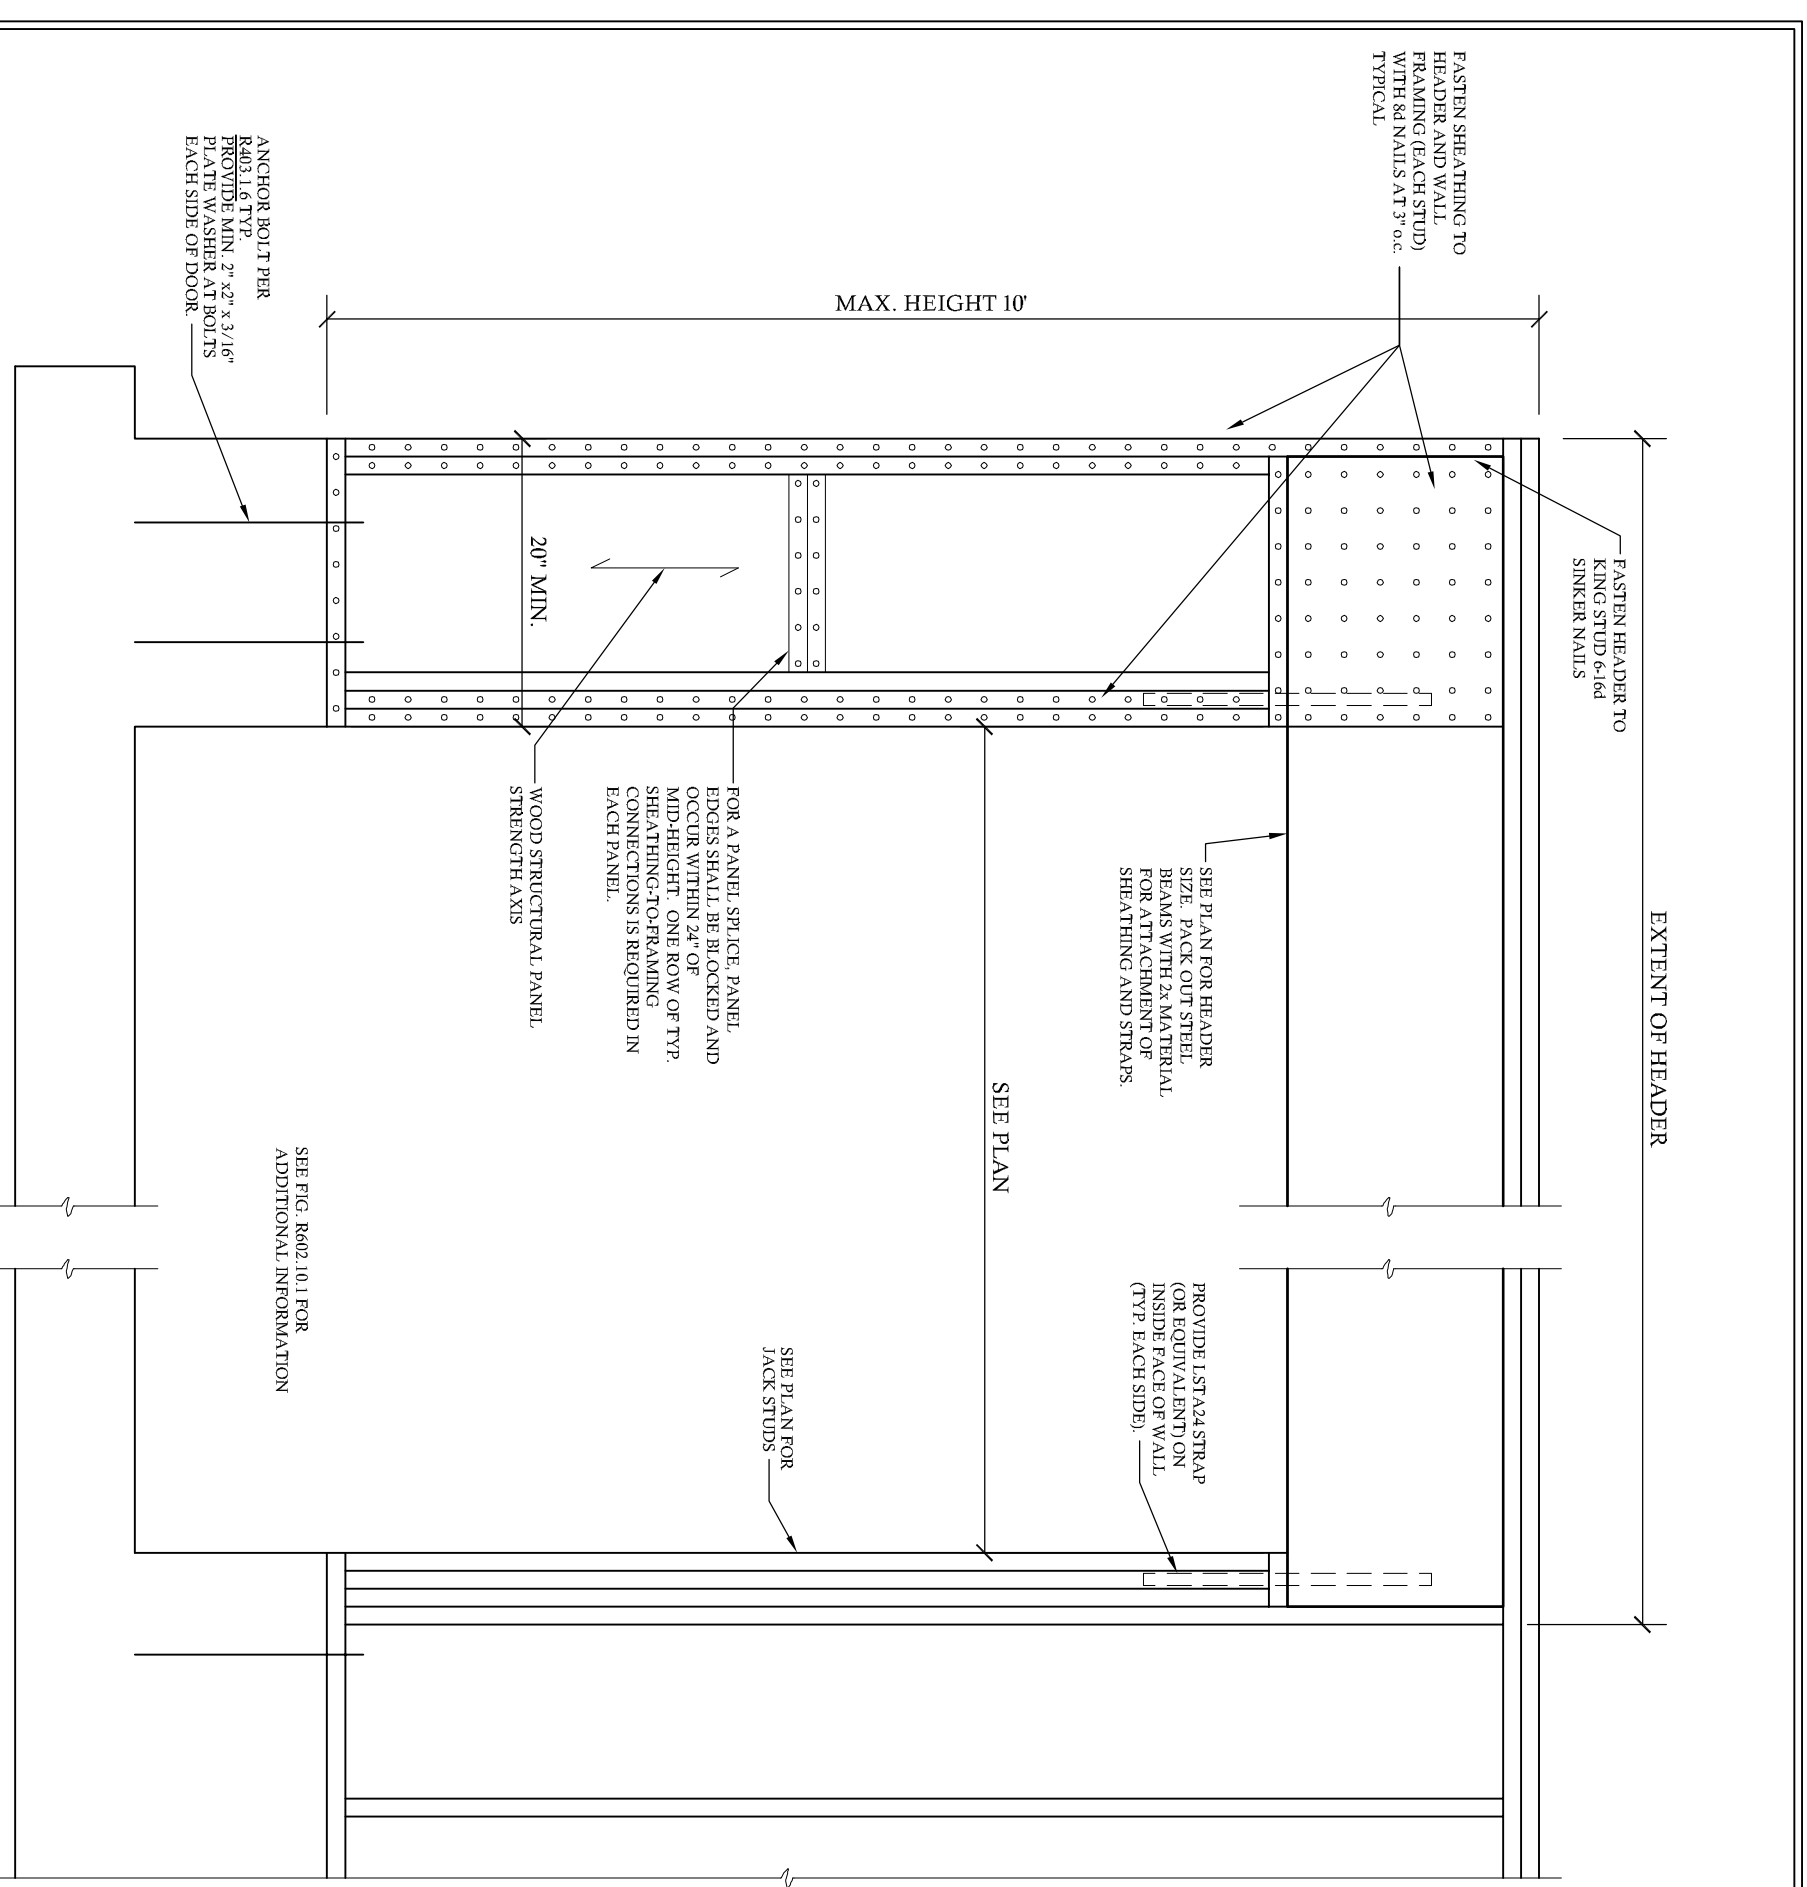 FASTEN SHEATHING TO
HEADER AND WALL
FRAMING (EACH STUD)
WITH 8d NAILS AT 3" o.c.
TYPICAL
EXTENT OF HEADER
FASTEN HEADER TO
KING STUD 6-16d
SINKER NAILS
MAX. HEIGHT 10'
SEE PLAN FOR HEADER
SIZE. PACK OUT STEEL
BEAMS WITH 2x MATERIAL
FOR ATTACHMENT OF
SHEATHING AND STRAPS.
PROVIDE LSTA24 STRAP
(OR EQUIVALENT) ON
INSIDE FACE OF WALL
(TYP. EACH SIDE).
SEE PLAN
FOR A PANEL SPLICE, PANEL
EDGES SHALL BE BLOCKED AND
OCCUR WITHIN 24" OF
MID-HEIGHT. ONE ROW OF TYP.
SHEATHING-TO-FRAMING
CONNECTIONS IS REQUIRED IN
EACH PANEL.
SEE PLAN FOR
JACK STUDS
20" MIN.
WOOD STRUCTURAL PANEL
STRENGTH AXIS
ANCHOR BOLT PER
R403.1.6 TYP.
PROVIDE MIN. 2" x2" x 3/16"
PLATE WASHER AT BOLTS
EACH SIDE OF DOOR.
SEE FIG. R602.10.1 FOR
ADDITIONAL INFORMATION